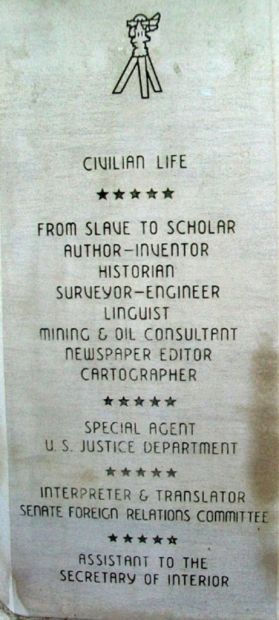 CIVILIAN LIFE
★★★★★
FROM SLAVE TO SCHOLAR
AUTHOR-INVENTOR
HISTORIAN
SURVEYOR-ENGINEER
LINGUIST
MINING & OIL CONSULTANT
NEWSPAPER EDITOR
CARTOGRAPHER
★★★★★
SPECIAL AGENT
U.S. JUSTICE DEPARTMENT
★★★★★
INTERPRETER & TRANSLATOR
SENATE FOREIGN RELATIONS COMMITTEE
★★★★★
ASSISTANT TO THE
SECRETARY OF INTERIOR